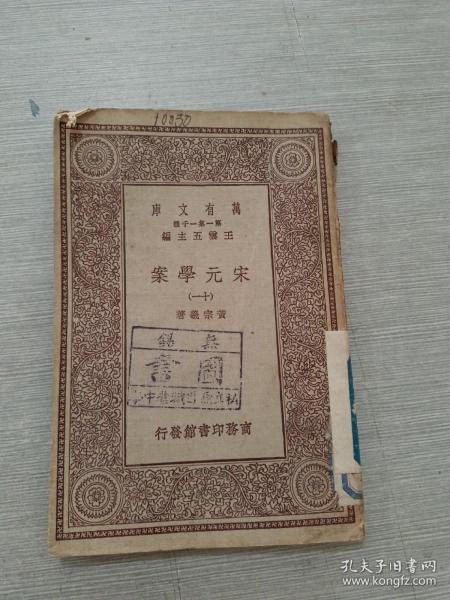 10830
庫文有萬
種千一集一第
編主五雲王
案學元宋
(一十)
著羲宗黃
錫無
書圖
行發館書印務商
孔夫子旧书网
www.kongfz.com